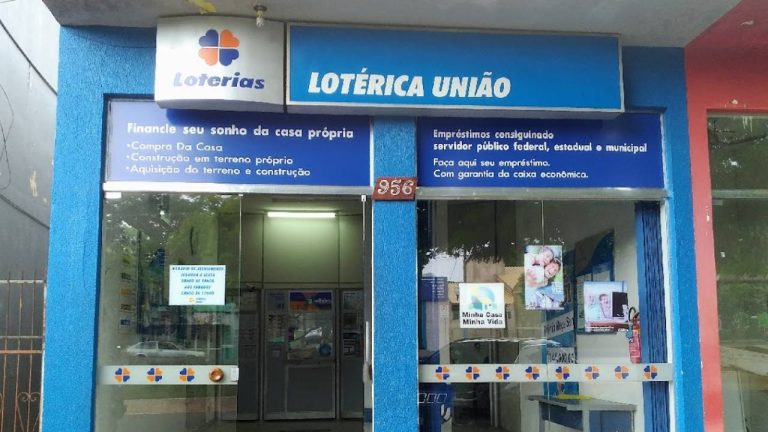 Loterias
LOTÉRICA UNIÃO
Financie seu sonho da casa própria
•Compra Da Casa
•Construção em terreno próprio
•Aquisição do terreno e construção
Empréstimos consiguinado
servidor público federal, estadual e municipal
Faça aqui seu empréstimo.
Com garantia da caixa econômica.
956
Minha Casa
Minha Vida